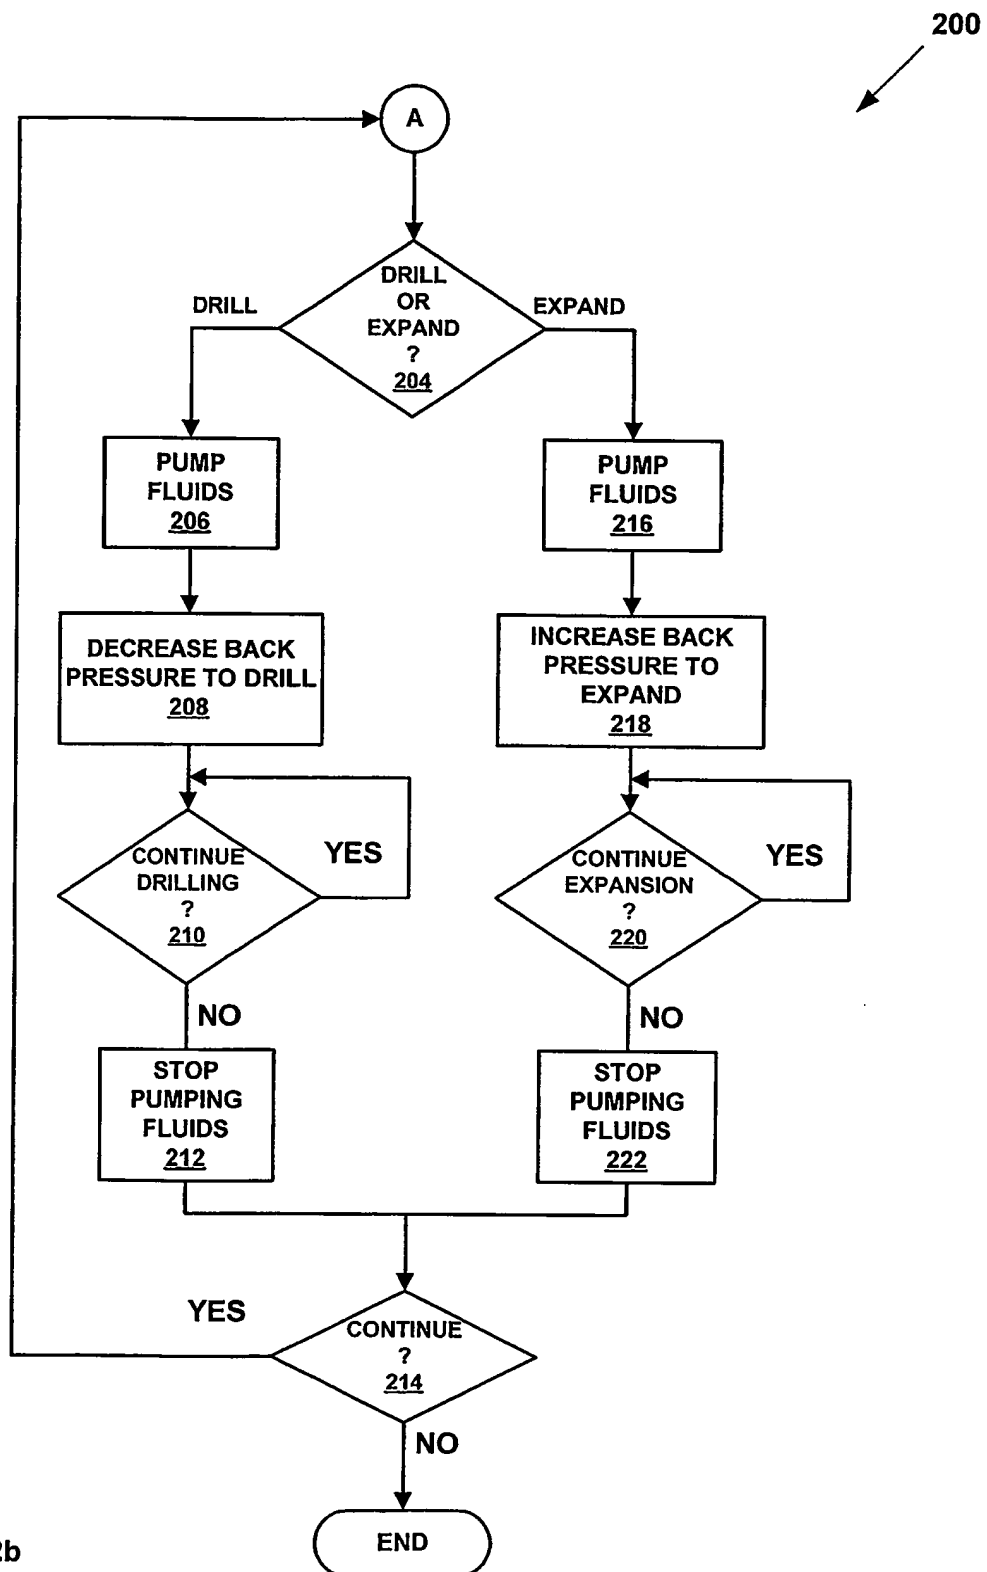 200
A
DRILL
OR
EXPAND
?
204
DRILL
EXPAND
PUMP
FLUIDS
206
PUMP
FLUIDS
216
DECREASE BACK
PRESSURE TO DRILL
208
INCREASE BACK
PRESSURE TO
EXPAND
218
CONTINUE
DRILLING
?
210
YES
CONTINUE
EXPANSION
?
220
YES
NO
NO
STOP
PUMPING
FLUIDS
212
STOP
PUMPING
FLUIDS
222
YES
CONTINUE
?
214
NO
END
2b